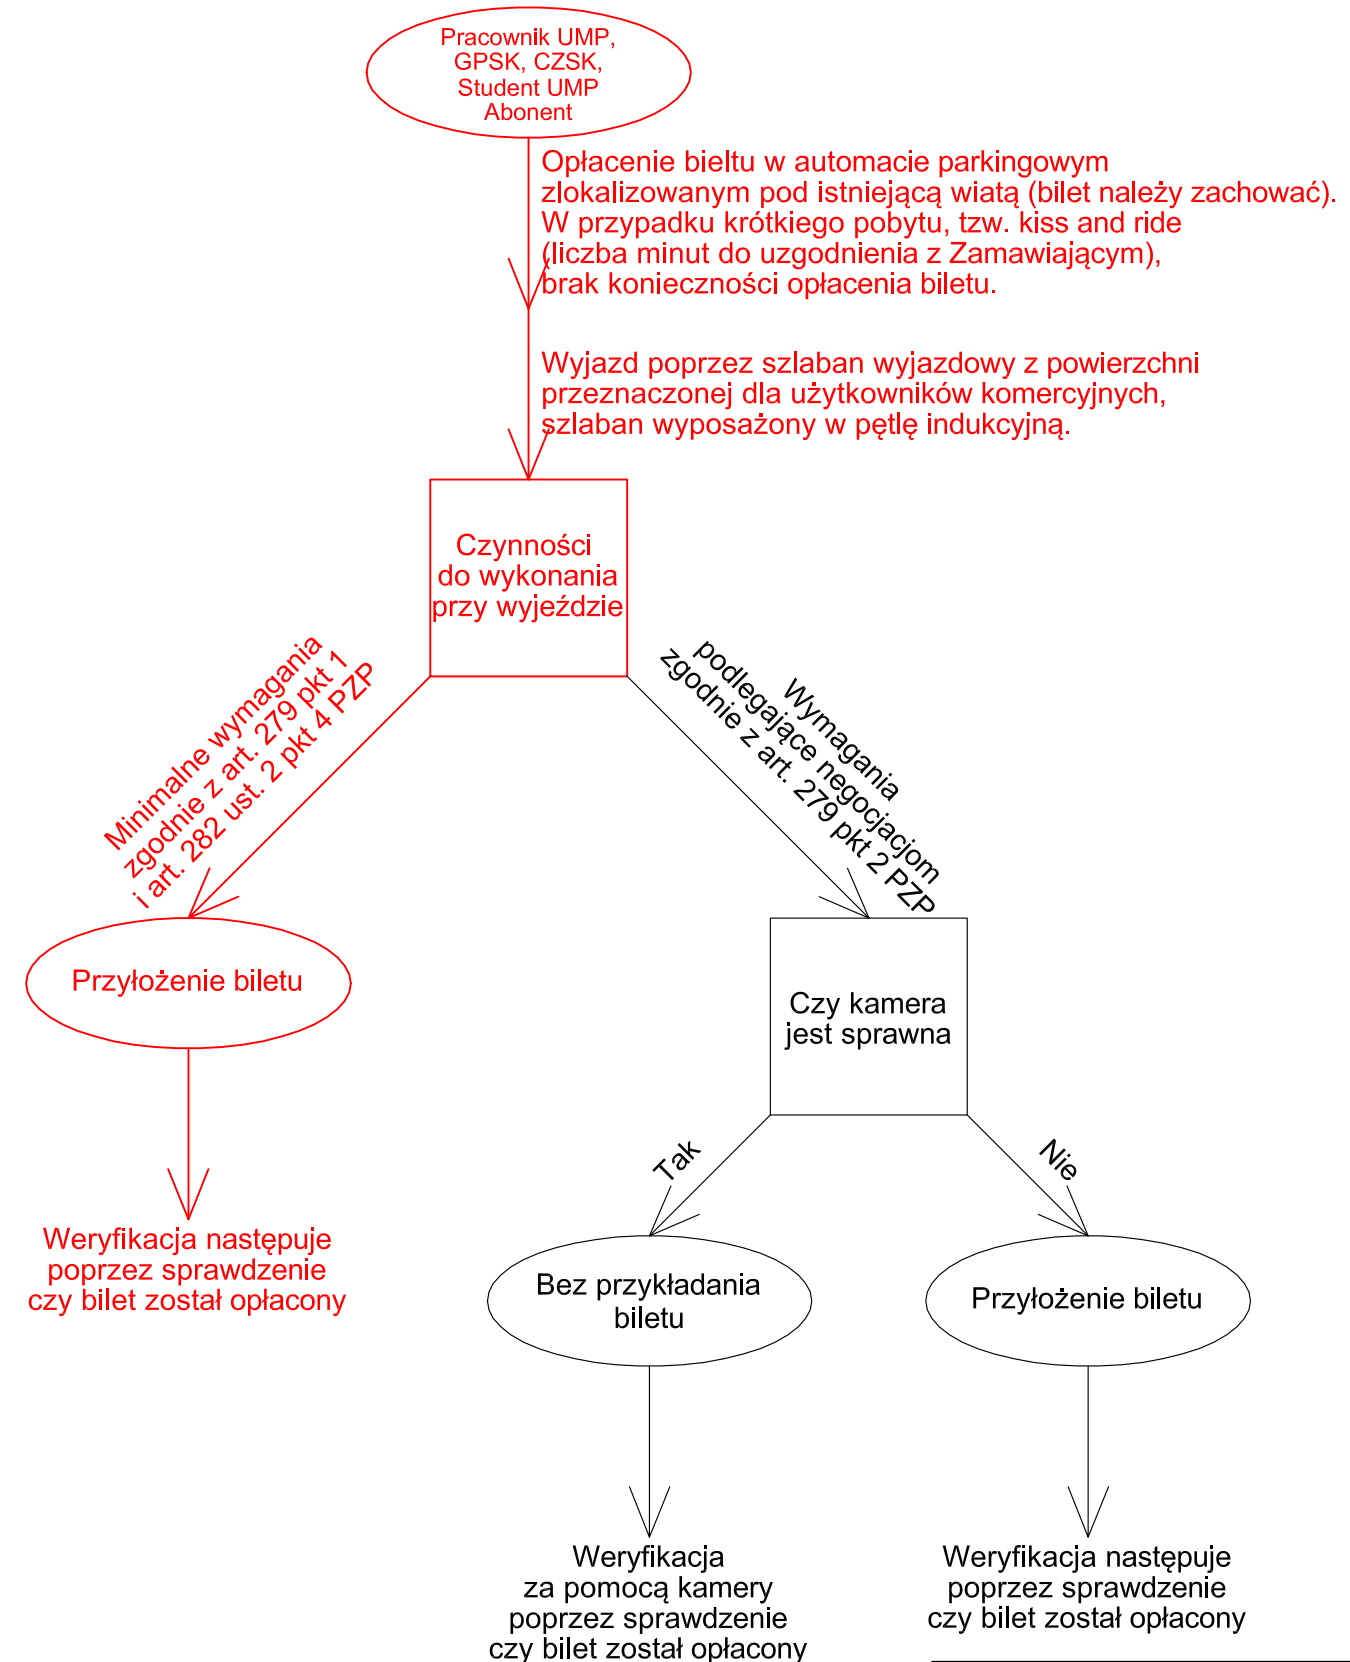 Pracownik UMP,
GPSK, CZSK,
Student UMP
Abonent
Opłacenie bieltu w automacie parkingowym
zlokalizowanym pod istniejącą wiatą (bilet należy zachować).
W przypadku krótkiego pobytu, tzw. kiss and ride
(liczba minut do uzgodnienia z Zamawiającym),
brak konieczności opłacenia biletu.
Wyjazd poprzez szlaban wyjazdowy z powierzchni
przeznaczonej dla użytkowników komercyjnych,
szlaban wyposażony w pętlę indukcyjną.
Czynności
do wykonania
przy wyjeździe
Minimalne wymagania
zgodnie z art. 279 pkt 1
i art. 282 ust. 2 pkt 4 PZP
Wymagania
podlegające negocjacjom
zgodnie z art. 279 pkt 2 PZP
Przyłożenie biletu
Czy kamera
jest sprawna
Tak
Nie
Weryfikacja następuje
poprzez sprawdzenie
czy bilet został opłacony
Bez przykładania
biletu
Przyłożenie biletu
Weryfikacja
za pomocą kamery
poprzez sprawdzenie
czy bilet został opłacony
Weryfikacja następuje
poprzez sprawdzenie
czy bilet został opłacony